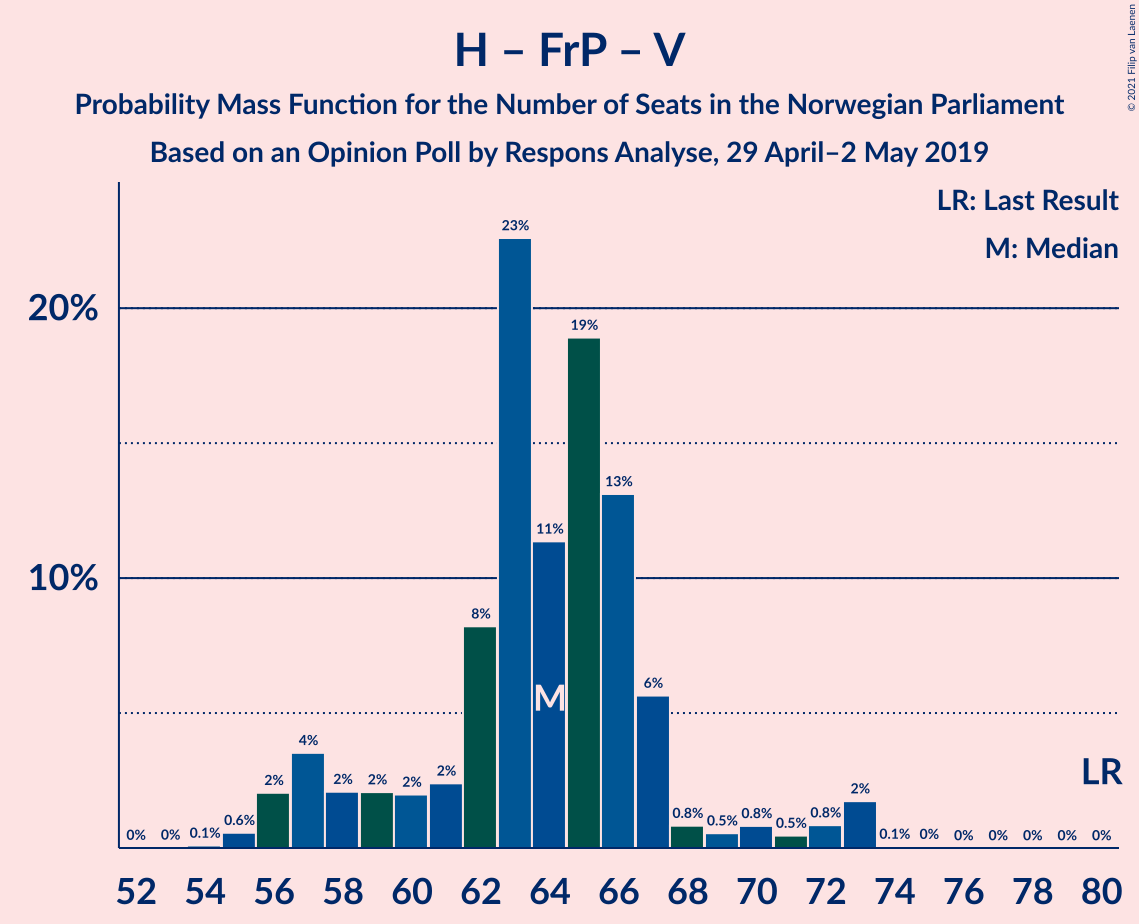 H – FrP – V
Probability Mass Function for the Number of Seats in the Norwegian Parliament
Based on an Opinion Poll by Respons Analyse, 29 April–2 May 2019
© 2021 Filip van Laenen
LR: Last Result
M: Median
20%
10%
0% 0% 0.1% 0.6% 2% 4% 2% 2% 2% 2% 8% 23% 11% 19% 13% 6% 0.8% 0.5% 0.8% 0.5% 0.8% 2% 0.1% 0% 0% 0% 0% 0% 0%
M
LR
52 54 56 58 60 62 64 66 68 70 72 74 76 78 80